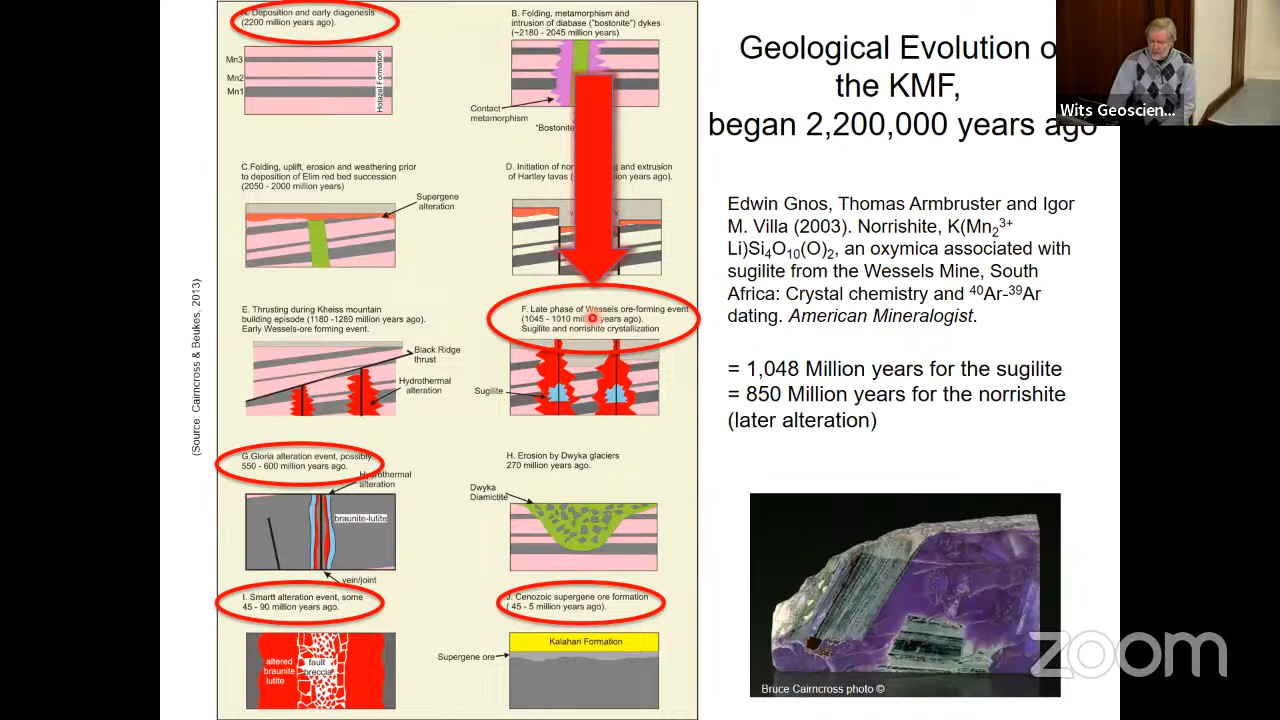 A. Deposition and early diagenesis
(2200 million years ago).
Mn3
Mn2
Mn1
Hotazel Formation
B. Folding, metamorphism and
intrusion of diabase ("bostonite") dykes
(~2180 - 2045 million years)
Contact
metamorphism
"Bostonite
C.Folding, uplift, erosion and weathering prior
to deposition of Elim red bed succession
(2050 - 2000 million years)
Supergene
alteration
D. Initiation of nor and extrusion
of Hartley lavas ( ion years ago).
E. Thrusting during Kheiss mountain
building episode (1180 -1280 million years ago).
Early Wessels-ore forming event.
Black Ridge
thrust
Hydrothermal
alteration
F. Late phase of Wessels ore-forming event
(1045 - 1010 million years ago).
Sugilite and norrishite crystallization
Sugilite
G.Gloria alteration event, possibly
550 - 600 million years ago.
Hydrothermal
alteration
braunite-lutite
vein/joint
H. Erosion by Dwyka glaciers
270 million years ago.
Dwyka
Diamictite
I. Smartt alteration event, some
45 - 90 million years ago.
altered
braunite
lutite
fault
breccia
J. Cenozoic supergene ore formation
( 45 - 5 million years ago).
Kalahari Formation
Supergene ore
(Source: Cairncross & Beukes, 2013)
Geological Evolution o
the KMF,
began 2,200,000 years ago
Wits Geoscien...
Edwin Gnos, Thomas Armbruster and Igor
M. Villa (2003). Norrishite, K(Mn₂³⁺
Li)Si₄O₁₀(O)₂, an oxymica associated with
sugilite from the Wessels Mine, South
Africa: Crystal chemistry and ⁴⁰Ar-³⁹Ar
dating. American Mineralogist.
= 1,048 Million years for the sugilite
= 850 Million years for the norrishite
(later alteration)
Bruce Cairncross photo ©
zoom